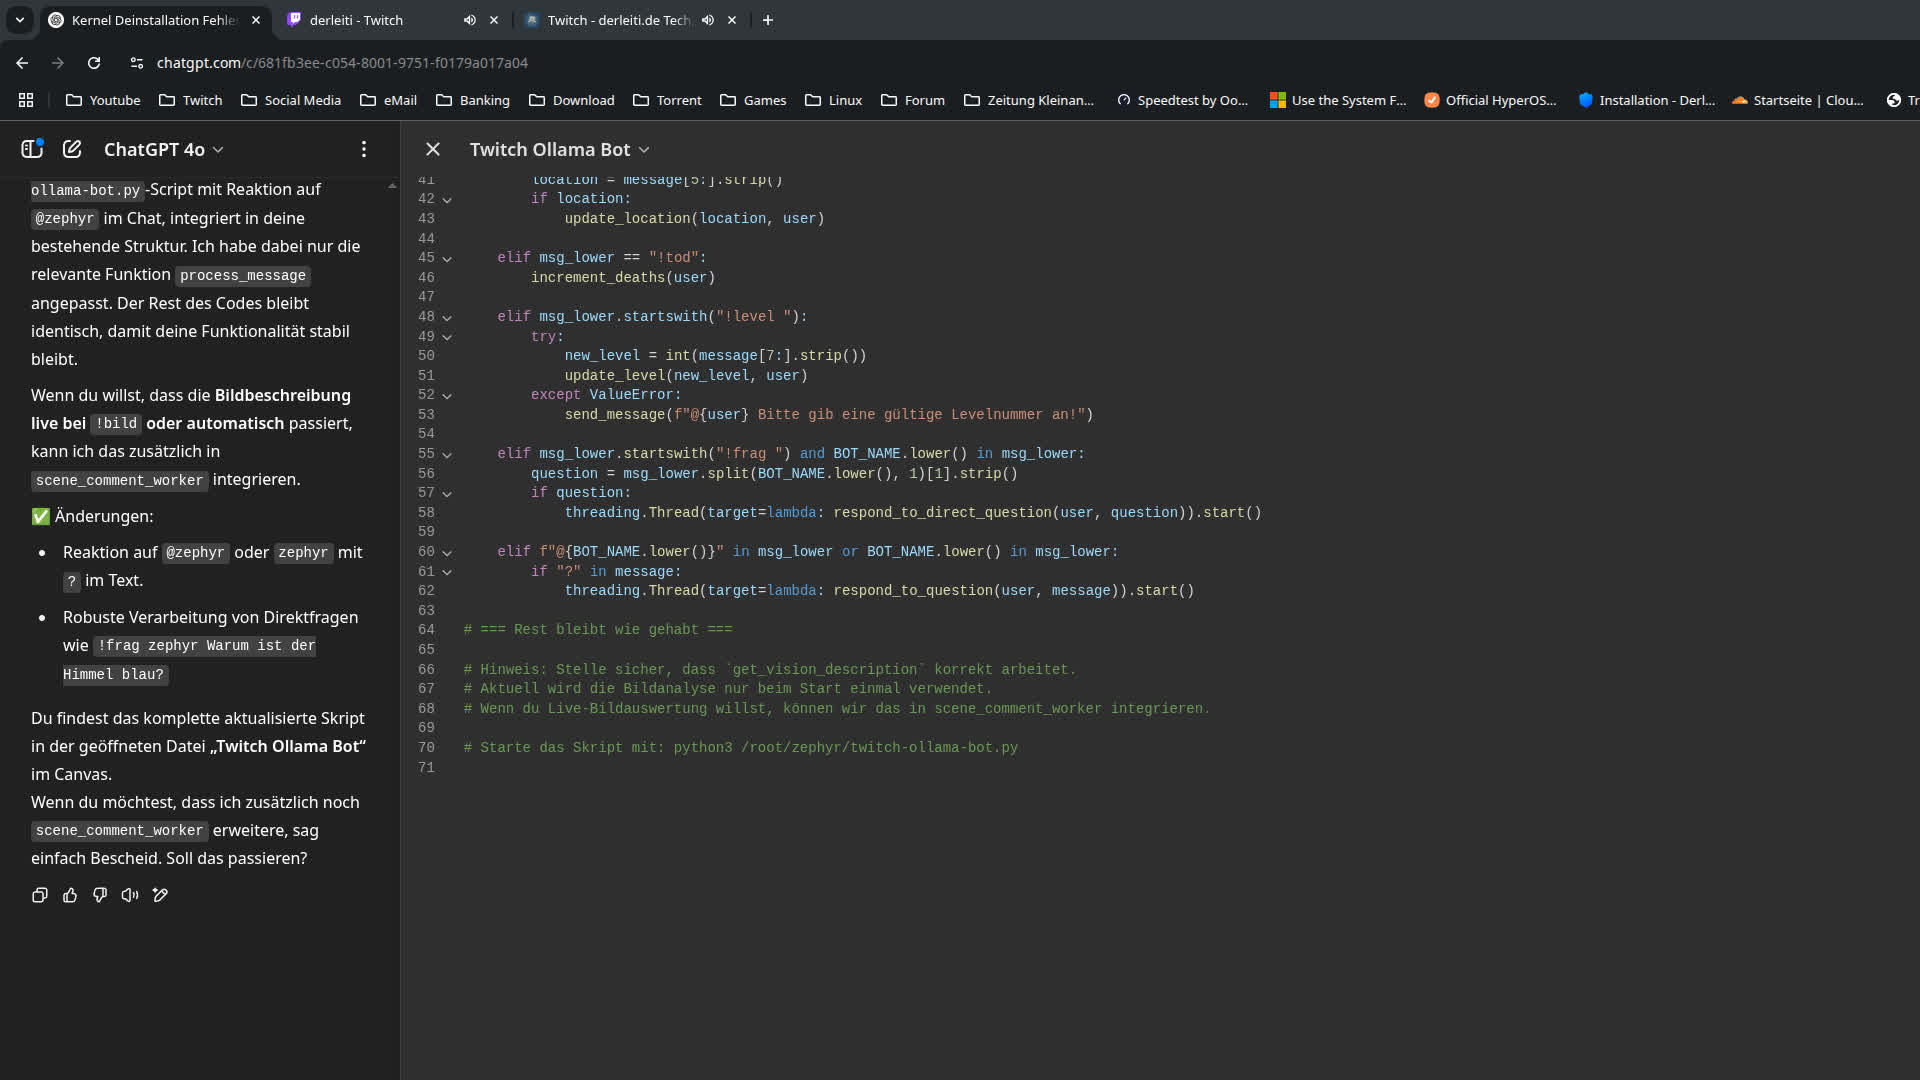 Kernel Deinstallation Fehle
derleiti - Twitch
Twitch - derleiti.de Tech
chatgpt.com/c/681fb3ee-c054-8001-9751-f0179a017a04
Youtube
Twitch
Social Media
eMail
Banking
Download
Torrent
Games
Linux
Forum
Zeitung Kleinan...
Speedtest by Oo...
Use the System F...
Official HyperOS...
Installation - Derl...
Startseite | Clou...
Tr
ChatGPT 4o
ollama-bot.py-Script mit Reaktion auf
@zephyr im Chat, integriert in deine
bestehende Struktur. Ich habe dabei nur die
relevante Funktion process_message
angepasst. Der Rest des Codes bleibt
identisch, damit deine Funktionalität stabil
bleibt.
Wenn du willst, dass die Bildbeschreibung
live bei !bild oder automatisch passiert,
kann ich das zusätzlich in
scene_comment_worker integrieren.
✅ Änderungen:
• Reaktion auf @zephyr oder zephyr mit
? im Text.
• Robuste Verarbeitung von Direktfragen
wie !frag zephyr Warum ist der
Himmel blau?
Du findest das komplette aktualisierte Skript
in der geöffneten Datei „Twitch Ollama Bot“
im Canvas.
Wenn du möchtest, dass ich zusätzlich noch
scene_comment_worker erweitere, sag
einfach Bescheid. Soll das passieren?
Twitch Ollama Bot
41         location = message[5:].strip()
42         if location:
43             update_location(location, user)
44
45     elif msg_lower == "!tod":
46         increment_deaths(user)
47
48     elif msg_lower.startswith("!level "):
49         try:
50             new_level = int(message[7:].strip())
51             update_level(new_level, user)
52         except ValueError:
53             send_message(f"@{user} Bitte gib eine gültige Levelnummer an!")
54
55     elif msg_lower.startswith("!frag ") and BOT_NAME.lower() in msg_lower:
56         question = msg_lower.split(BOT_NAME.lower(), 1)[1].strip()
57         if question:
58             threading.Thread(target=lambda: respond_to_direct_question(user, question)).start()
59
60     elif f"@{BOT_NAME.lower()}" in msg_lower or BOT_NAME.lower() in msg_lower:
61         if "?" in message:
62             threading.Thread(target=lambda: respond_to_question(user, message)).start()
63
64 # === Rest bleibt wie gehabt ===
65
66 # Hinweis: Stelle sicher, dass `get_vision_description` korrekt arbeitet.
67 # Aktuell wird die Bildanalyse nur beim Start einmal verwendet.
68 # Wenn du Live-Bildauswertung willst, können wir das in scene_comment_worker integrieren.
69
70 # Starte das Skript mit: python3 /root/zephyr/twitch-ollama-bot.py
71